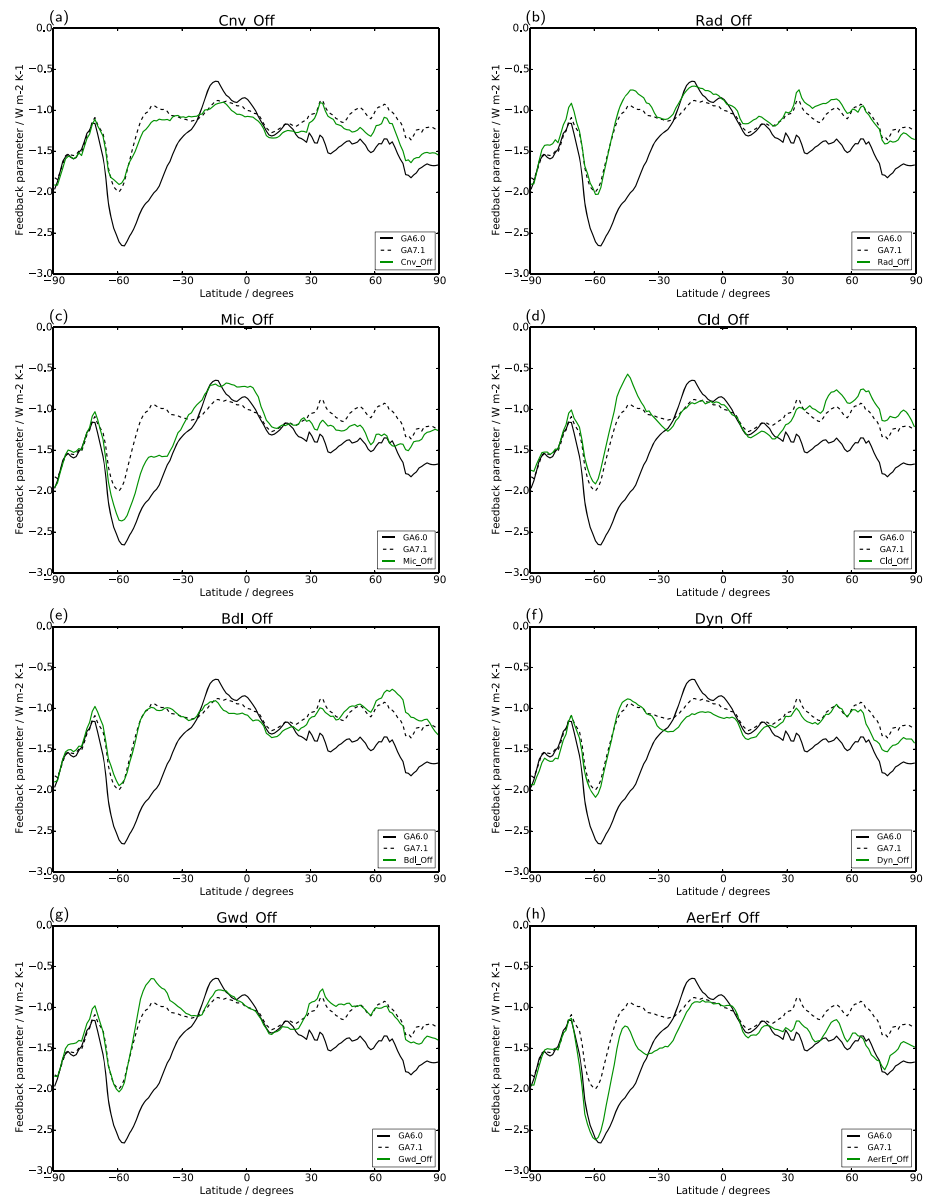 (a) Cnv_Off
Feedback parameter / W m-2 K-1
0.0
−0.5
−1.0
−1.5
−2.0
−2.5
−3.0
−90 −60 −30 0 30 60 90
Latitude / degrees
GA6.0
GA7.1
Cnv_Off
(b) Rad_Off
Feedback parameter / W m-2 K-1
0.0
−0.5
−1.0
−1.5
−2.0
−2.5
−3.0
−90 −60 −30 0 30 60 90
Latitude / degrees
GA6.0
GA7.1
Rad_Off
(c) Mic_Off
Feedback parameter / W m-2 K-1
0.0
−0.5
−1.0
−1.5
−2.0
−2.5
−3.0
−90 −60 −30 0 30 60 90
Latitude / degrees
GA6.0
GA7.1
Mic_Off
(d) Cld_Off
Feedback parameter / W m-2 K-1
0.0
−0.5
−1.0
−1.5
−2.0
−2.5
−3.0
−90 −60 −30 0 30 60 90
Latitude / degrees
GA6.0
GA7.1
Cld_Off
(e) Bdl_Off
Feedback parameter / W m-2 K-1
0.0
−0.5
−1.0
−1.5
−2.0
−2.5
−3.0
−90 −60 −30 0 30 60 90
Latitude / degrees
GA6.0
GA7.1
Bdl_Off
(f) Dyn_Off
Feedback parameter / W m-2 K-1
0.0
−0.5
−1.0
−1.5
−2.0
−2.5
−3.0
−90 −60 −30 0 30 60 90
Latitude / degrees
GA6.0
GA7.1
Dyn_Off
(g) Gwd_Off
Feedback parameter / W m-2 K-1
0.0
−0.5
−1.0
−1.5
−2.0
−2.5
−3.0
−90 −60 −30 0 30 60 90
Latitude / degrees
GA6.0
GA7.1
Gwd_Off
(h) AerErf_Off
Feedback parameter / W m-2 K-1
0.0
−0.5
−1.0
−1.5
−2.0
−2.5
−3.0
−90 −60 −30 0 30 60 90
Latitude / degrees
GA6.0
GA7.1
AerErf_Off